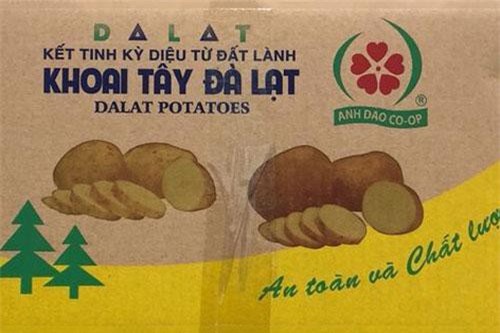 DALAT
KẾT TINH KỲ DIỆU TỪ ĐẤT LÀNH
KHOAI TÂY ĐÀ LẠT
DALAT POTATOES
ANH DAO CO-OP
®
An toàn và Chất